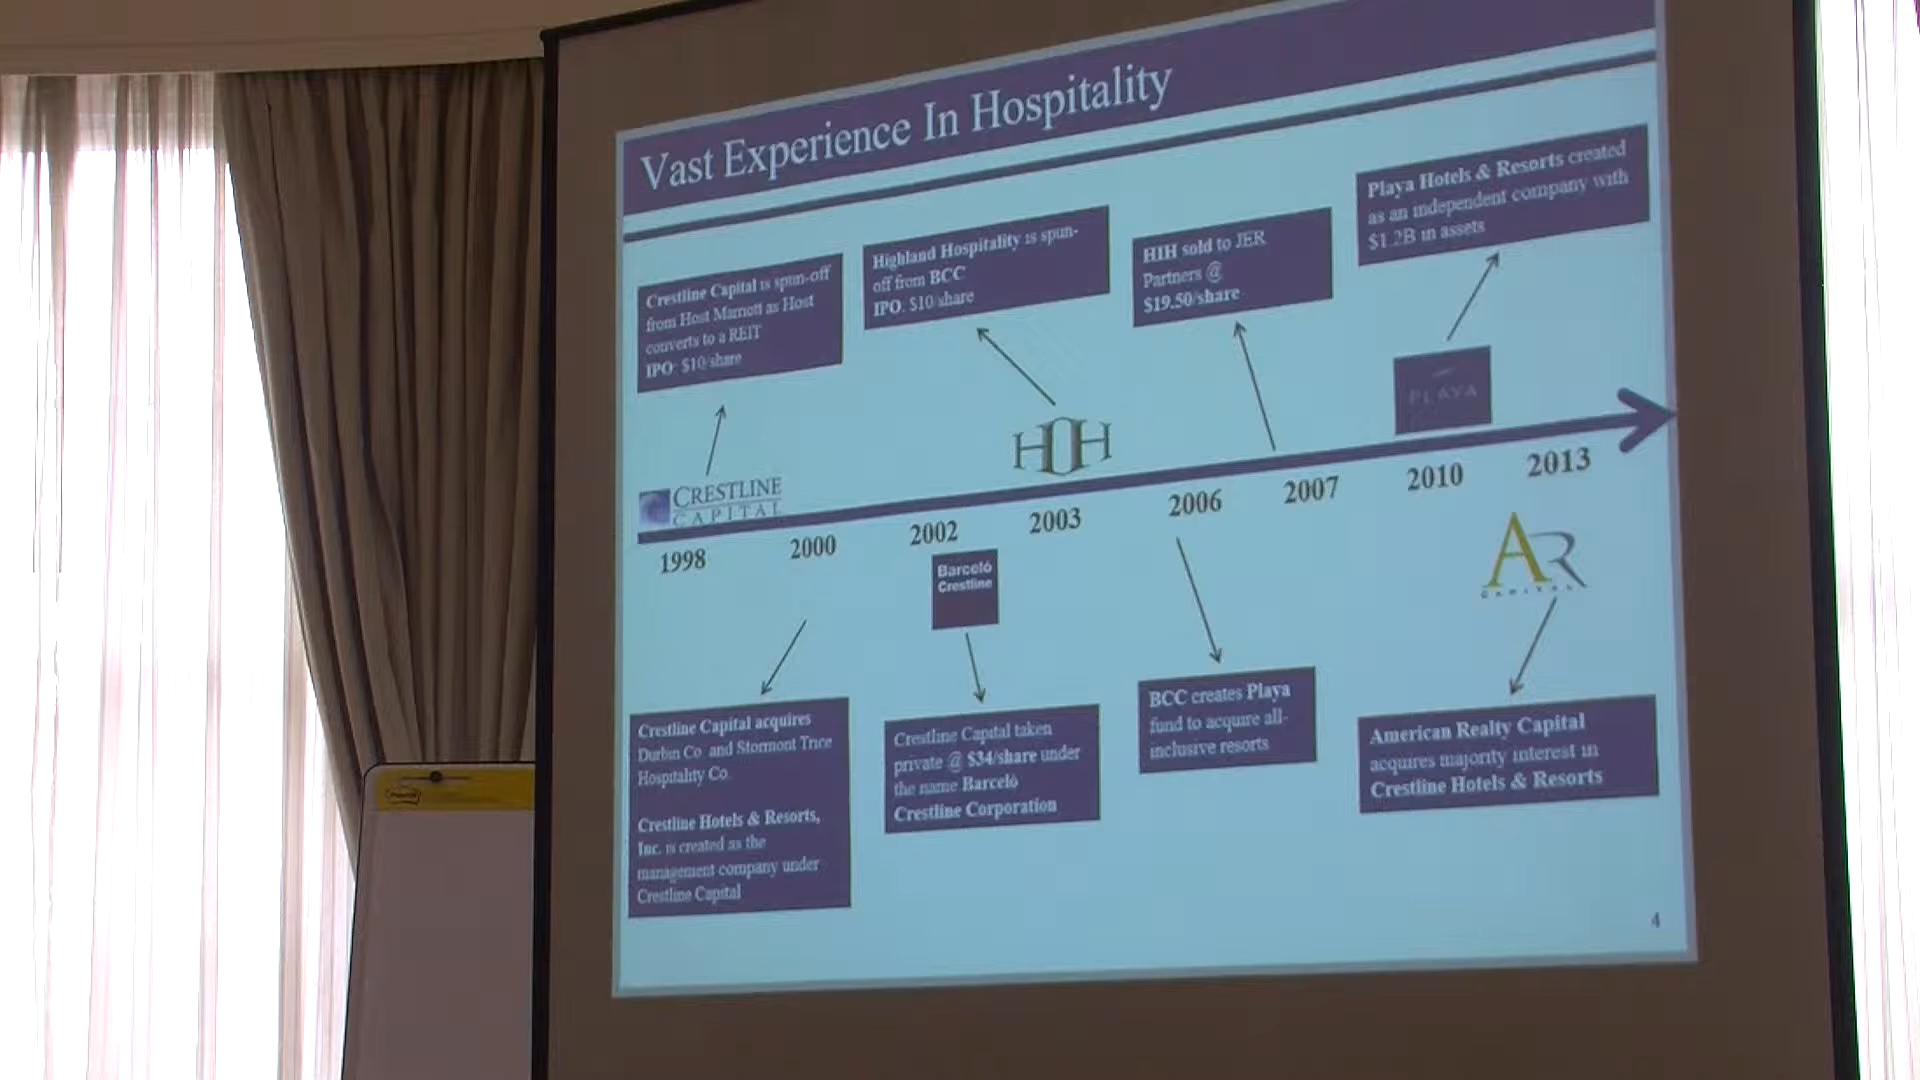 Vast Experience In Hospitality
Crestline Capital is spun-off
from Host Marriott as Host
converts to a REIT
IPO: $10/share
Highland Hospitality is spun-
off from BCC
IPO: $10/share
HIH sold to JER
Partners @
$19.50/share
Playa Hotels & Resorts created
as an independent company with
$1.2B in assets
CRESTLINE
CAPITAL
HH
PLAYA
1998
2000
2002
2003
2006
2007
2010
2013
Barceló
Crestline
AR
CAPITAL
Crestline Capital acquires
Durbin Co. and Stormont Trice
Hospitality Co.
Crestline Hotels & Resorts,
Inc. is created as the
management company under
Crestline Capital
Crestline Capital taken
private @ $34/share under
the name Barceló
Crestline Corporation
BCC creates Playa
fund to acquire all-
inclusive resorts
American Realty Capital
acquires majority interest in
Crestline Hotels & Resorts
4